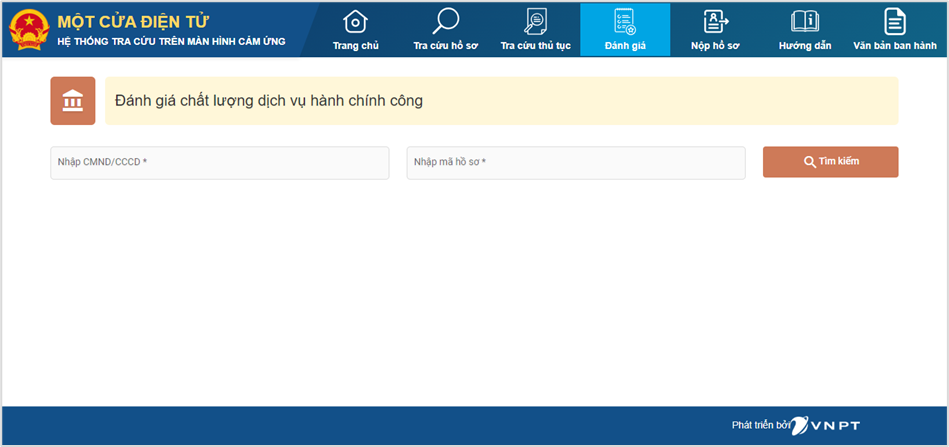 MỘT CỬA ĐIỆN TỬ
HỆ THỐNG TRA CỨU TRÊN MÀN HÌNH CẢM ỨNG
Trang chủ
Tra cứu hồ sơ
Tra cứu thủ tục
Đánh giá
Nộp hồ sơ
Hướng dẫn
Văn bản ban hành
Đánh giá chất lượng dịch vụ hành chính công
Nhập CMND/CCCD *
Nhập mã hồ sơ *
Tìm kiếm
Phát triển bởi VNPT